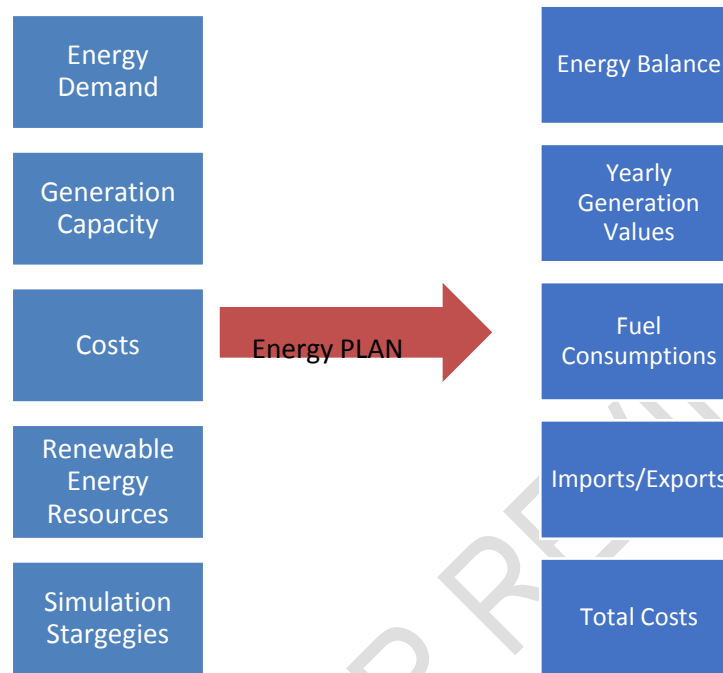 Energy
Demand
Generation
Capacity
Costs
Renewable
Energy
Resources
Simulation
Stargegies
Energy PLAN
Energy Balance
Yearly
Generation
Values
Fuel
Consumptions
Imports/Exports
Total Costs